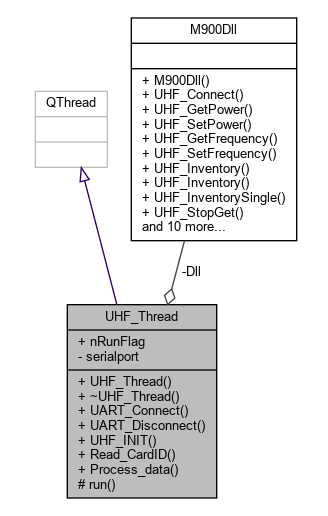 M900Dll
+ M900Dll()
+ UHF_Connect()
+ UHF_GetPower()
+ UHF_SetPower()
+ UHF_GetFrequency()
+ UHF_SetFrequency()
+ UHF_Inventory()
+ UHF_Inventory()
+ UHF_InventorySingle()
+ UHF_StopGet()
and 10 more...
QThread
-Dll
UHF_Thread
+ nRunFlag
- serialport
+ UHF_Thread()
+ ~UHF_Thread()
+ UART_Connect()
+ UART_Disconnect()
+ UHF_INIT()
+ Read_CardID()
+ Process_data()
# run()